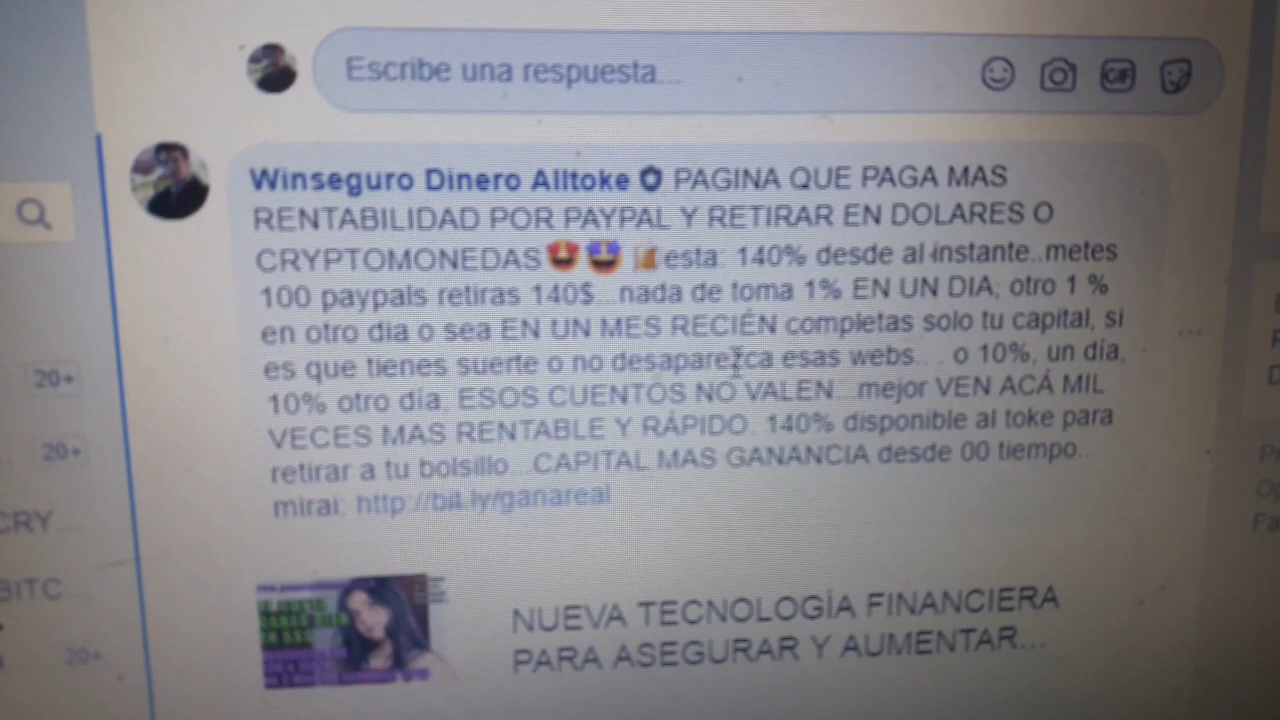 Escribe una respuesta...
GIF
Winseguro Dinero Alltoke PAGINA QUE PAGA MAS
RENTABILIDAD POR PAYPAL Y RETIRAR EN DOLARES O
CRYPTOMONEDAS🤩🤩 esta: 140% desde al instante..metes
100 paypals retiras 140$...nada de toma 1% EN UN DIA, otro 1 %
en otro día o sea EN UN MES RECIÉN completas solo tu capital, si
es que tienes suerte o no desaparezca esas webs.... o 10%, un día,
10% otro día, ESOS CUENTOS NO VALEN...mejor VEN ACÁ MIL
VECES MAS RENTABLE Y RÁPIDO. 140% disponible al toke para
retirar a tu bolsillo...CAPITAL MAS GANANCIA desde 00 tiempo..
mirai: http://bit.ly/ganareal
20+
20+
CRY
BITC
20+
NUEVA TECNOLOGÍA FINANCIERA
PARA ASEGURAR Y AUMENTAR...